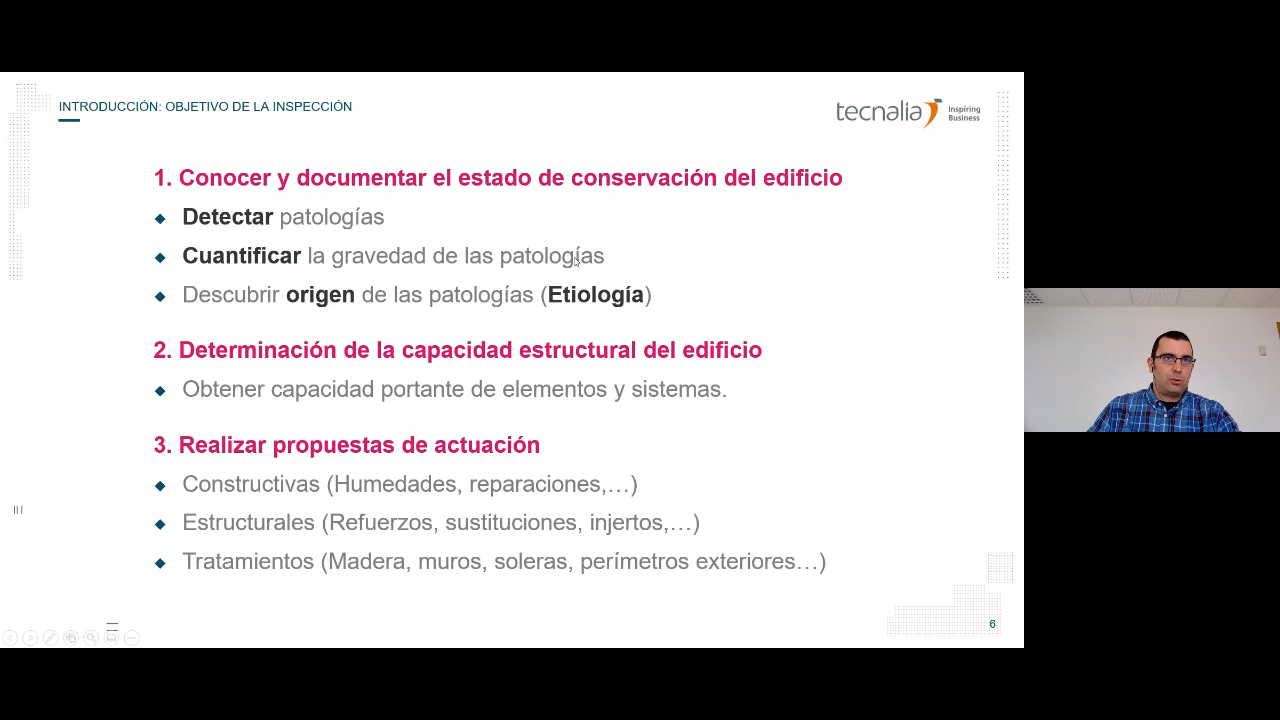 INTRODUCCIÓN: OBJETIVO DE LA INSPECCIÓN
tecnalia Inspiring Business
1. Conocer y documentar el estado de conservación del edificio
Detectar patologías
Cuantificar la gravedad de las patologías
Descubrir origen de las patologías (Etiología)
2. Determinación de la capacidad estructural del edificio
Obtener capacidad portante de elementos y sistemas.
3. Realizar propuestas de actuación
Constructivas (Humedades, reparaciones,…)
Estructurales (Refuerzos, sustituciones, injertos,…)
Tratamientos (Madera, muros, soleras, perímetros exteriores…)
6